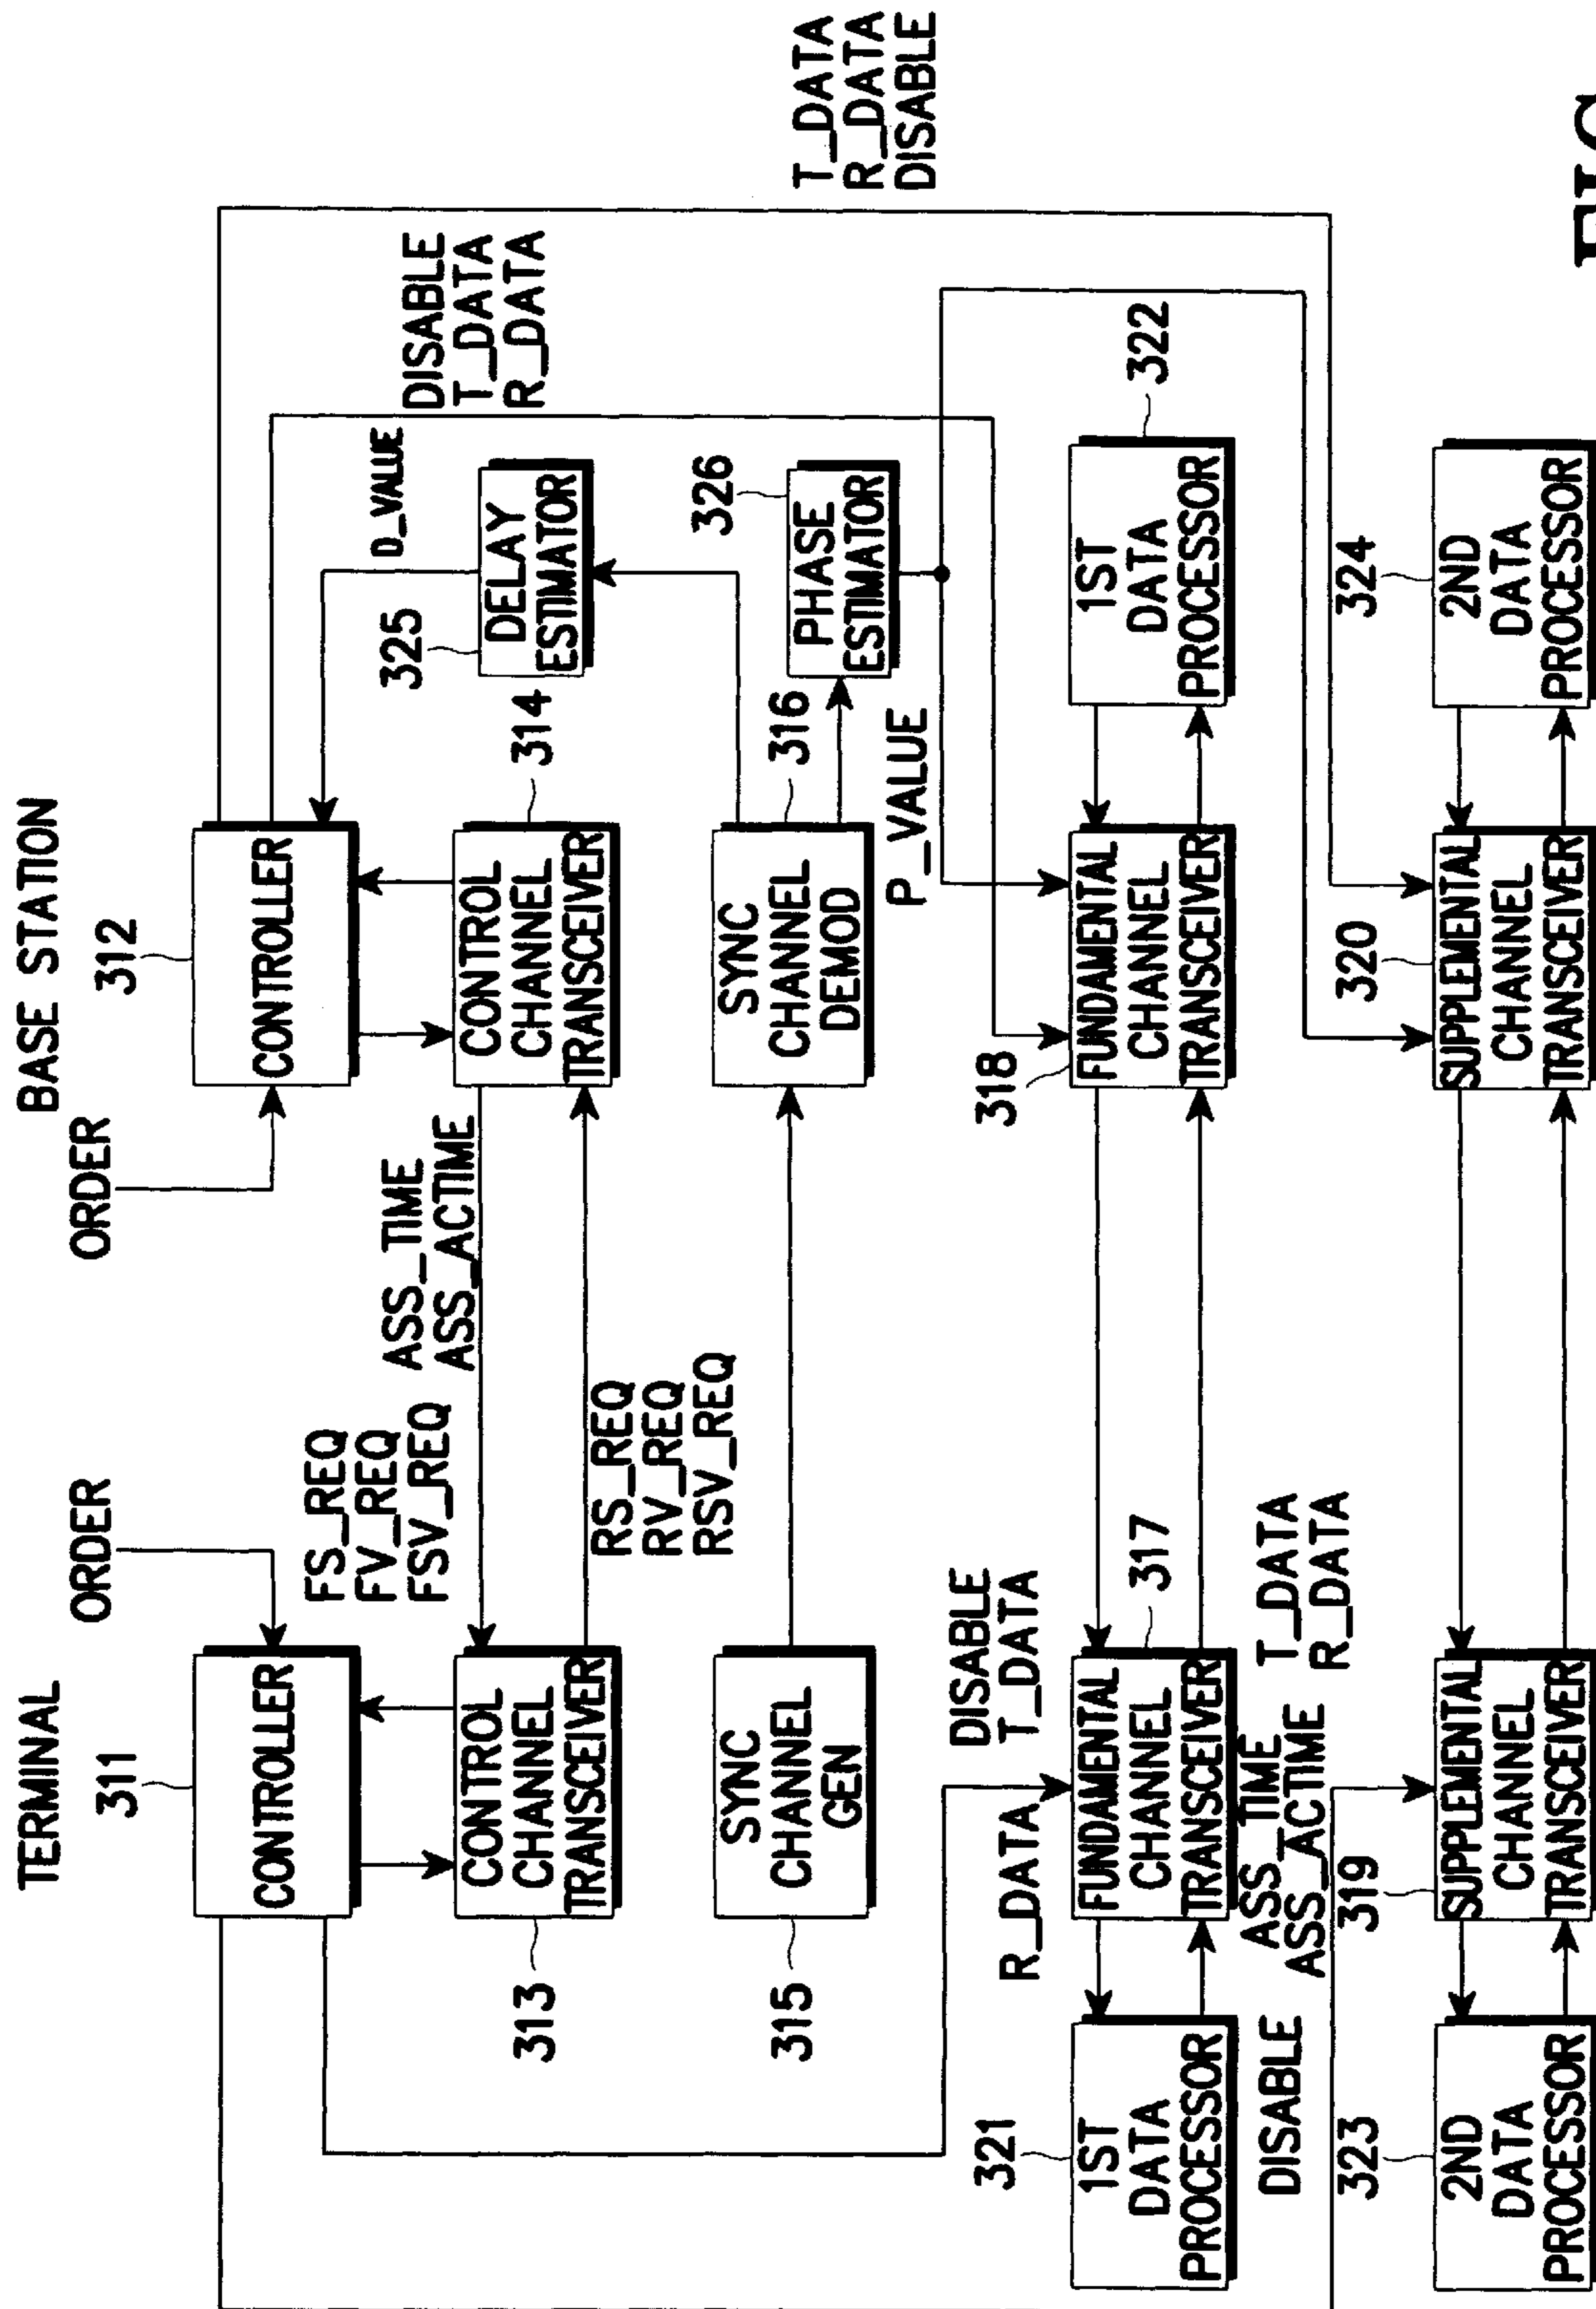 TERMINAL
BASE STATION
ORDER
ORDER
311
CONTROLLER
312
CONTROLLER
FS_REQ
FV_REQ
FSV_REQ
ASS_TIME
ASS_ACTIME
D_VALUE
DISABLE
T_DATA
R_DATA
T_DATA
R_DATA
DISABLE
313
CONTROL
CHANNEL
TRANSCEIVER
314
CONTROL
CHANNEL
TRANSCEIVER
325
DELAY
ESTIMATOR
RS_REQ
RV_REQ
RSV_REQ
315
SYNC
CHANNEL
GEN
316
SYNC
CHANNEL
DEMOD
326
PHASE
ESTIMATOR
P_VALUE
R_DATA
DISABLE
T_DATA
321
1ST
DATA
PROCESSOR
317
FUNDAMENTAL
CHANNEL
TRANSCEIVER
318
FUNDAMENTAL
CHANNEL
TRANSCEIVER
322
1ST
DATA
PROCESSOR
DISABLE
ASS_TIME
ASS_ACTIME
T_DATA
R_DATA
323
2ND
DATA
PROCESSOR
319
SUPPLEMENTAL
CHANNEL
TRANSCEIVER
320
SUPPLEMENTAL
CHANNEL
TRANSCEIVER
324
2ND
DATA
PROCESSOR